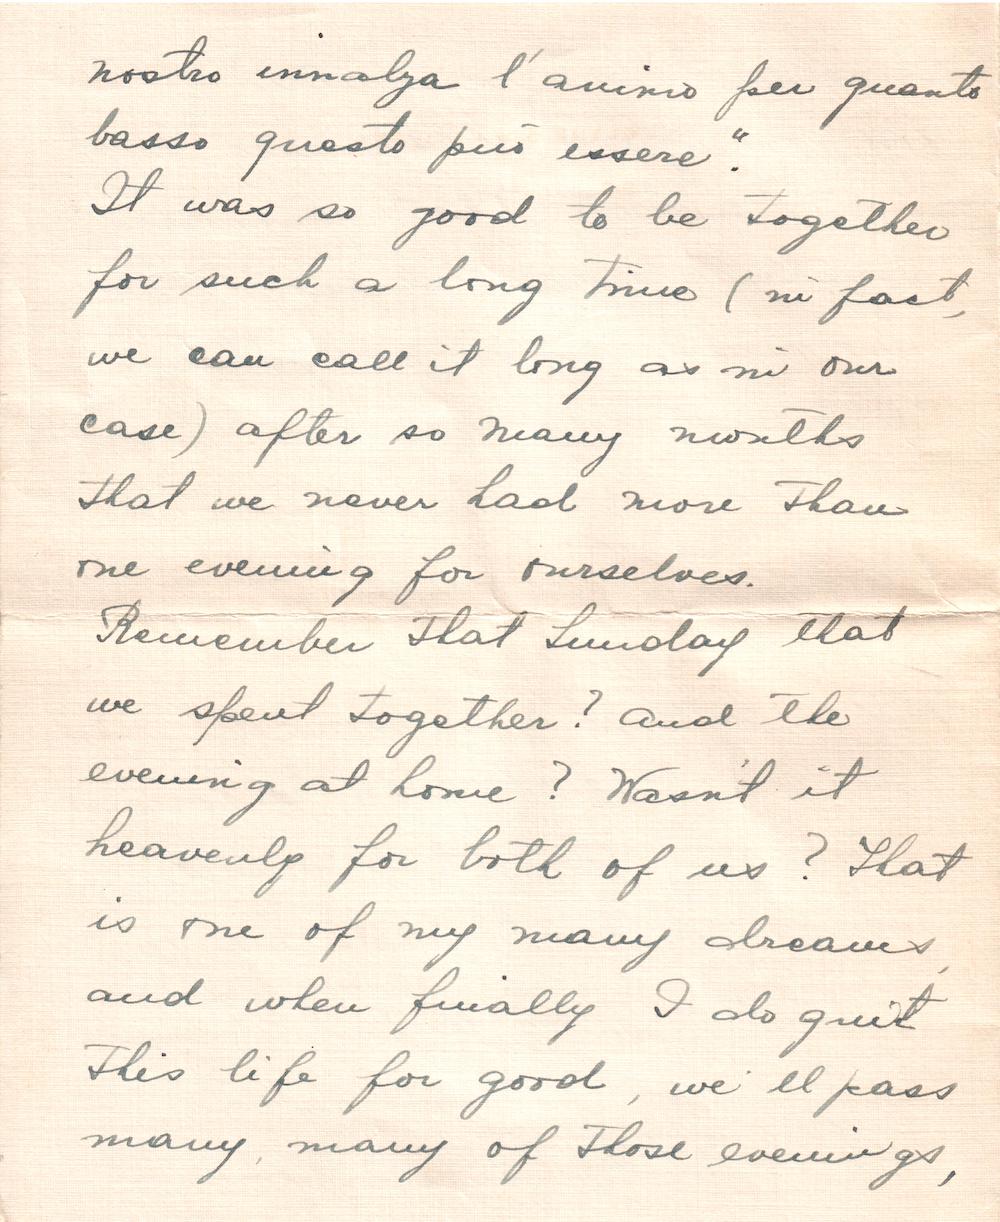 nostro innalza l'animo per quanto
basso questo può essere".
It was so good to be together
for such a long time (in fact,
we can call it long as in our
case) after so many months
that we never had more than
one evening for ourselves.
Remember that Sunday that
we spent together? and the
evening at home? Wasn't it
heavenly for both of us? That
is one of my many dreams,
and when finally I do quit
this life for good, we'll pass
many, many of those evenings,